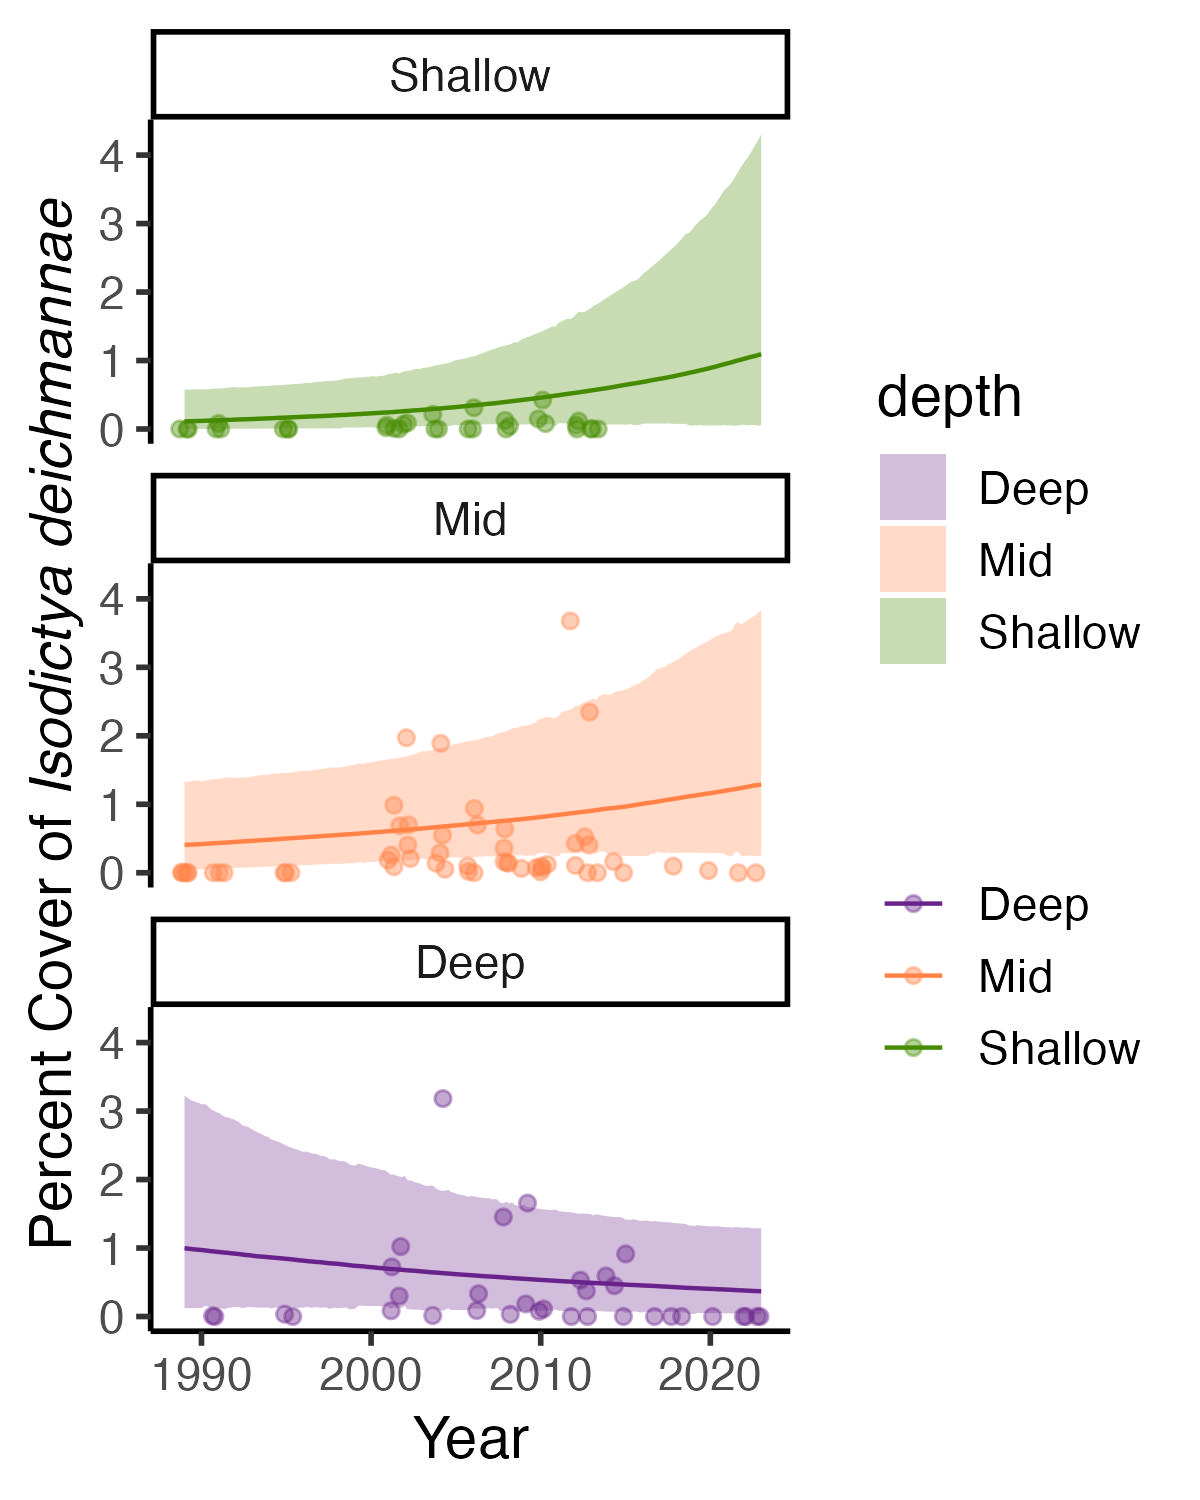 Shallow
4
3
2
1
0
Mid
4
3
2
1
0
Deep
4
3
2
1
0
1990 2000 2010 2020
Year
Percent Cover of Isodictya deichmannae
depth
Deep
Mid
Shallow
Deep
Mid
Shallow